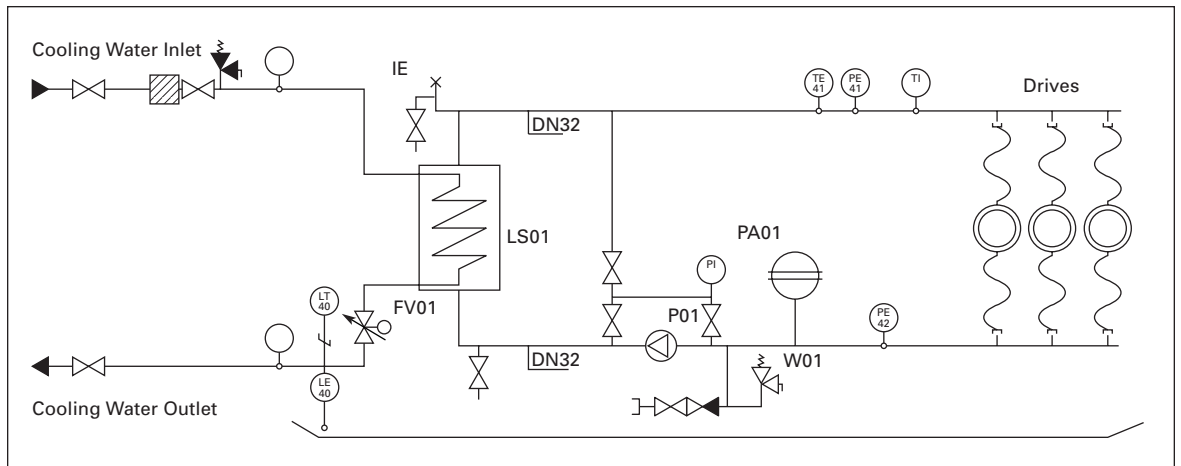 Cooling Water Inlet
IE
TE
41
PE
41
TI
Drives
DN32
LS01
PA01
PI
LT
40
FV01
P01
PE
42
DN32
W01
LE
40
Cooling Water Outlet